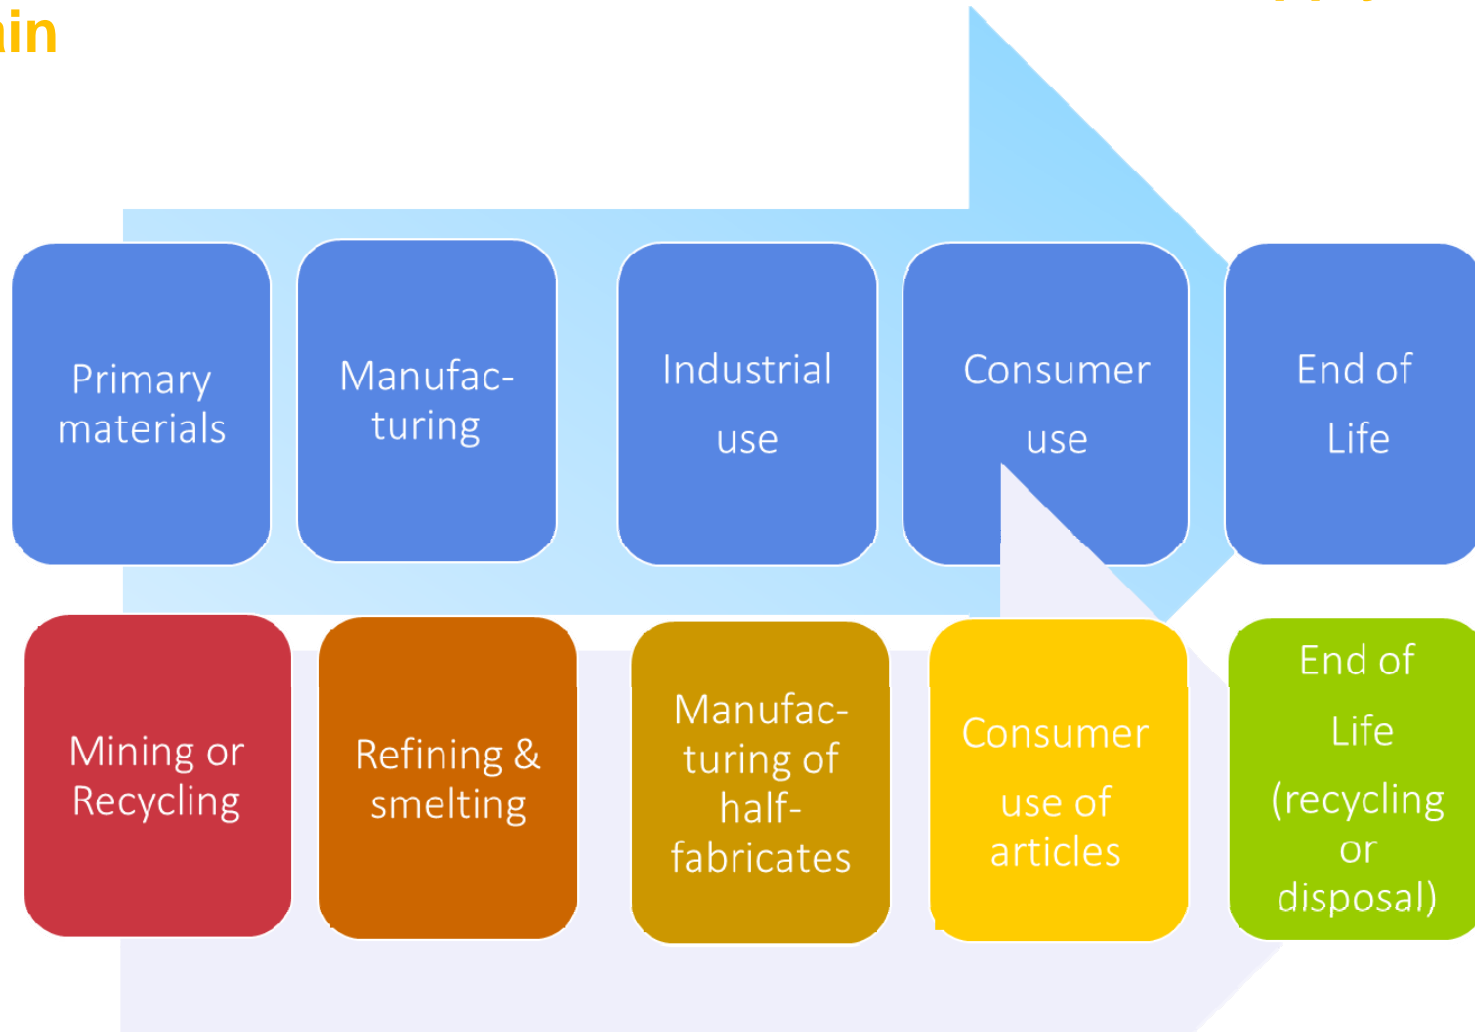 ain
Primary
materials
Manufac-
turing
Industrial
use
Consumer
use
End of
Life
Mining or
Recycling
Refining &
smelting
Manufac-
turing of
half-
fabricates
Consumer
use of
articles
End of
Life
(recycling
or
disposal)